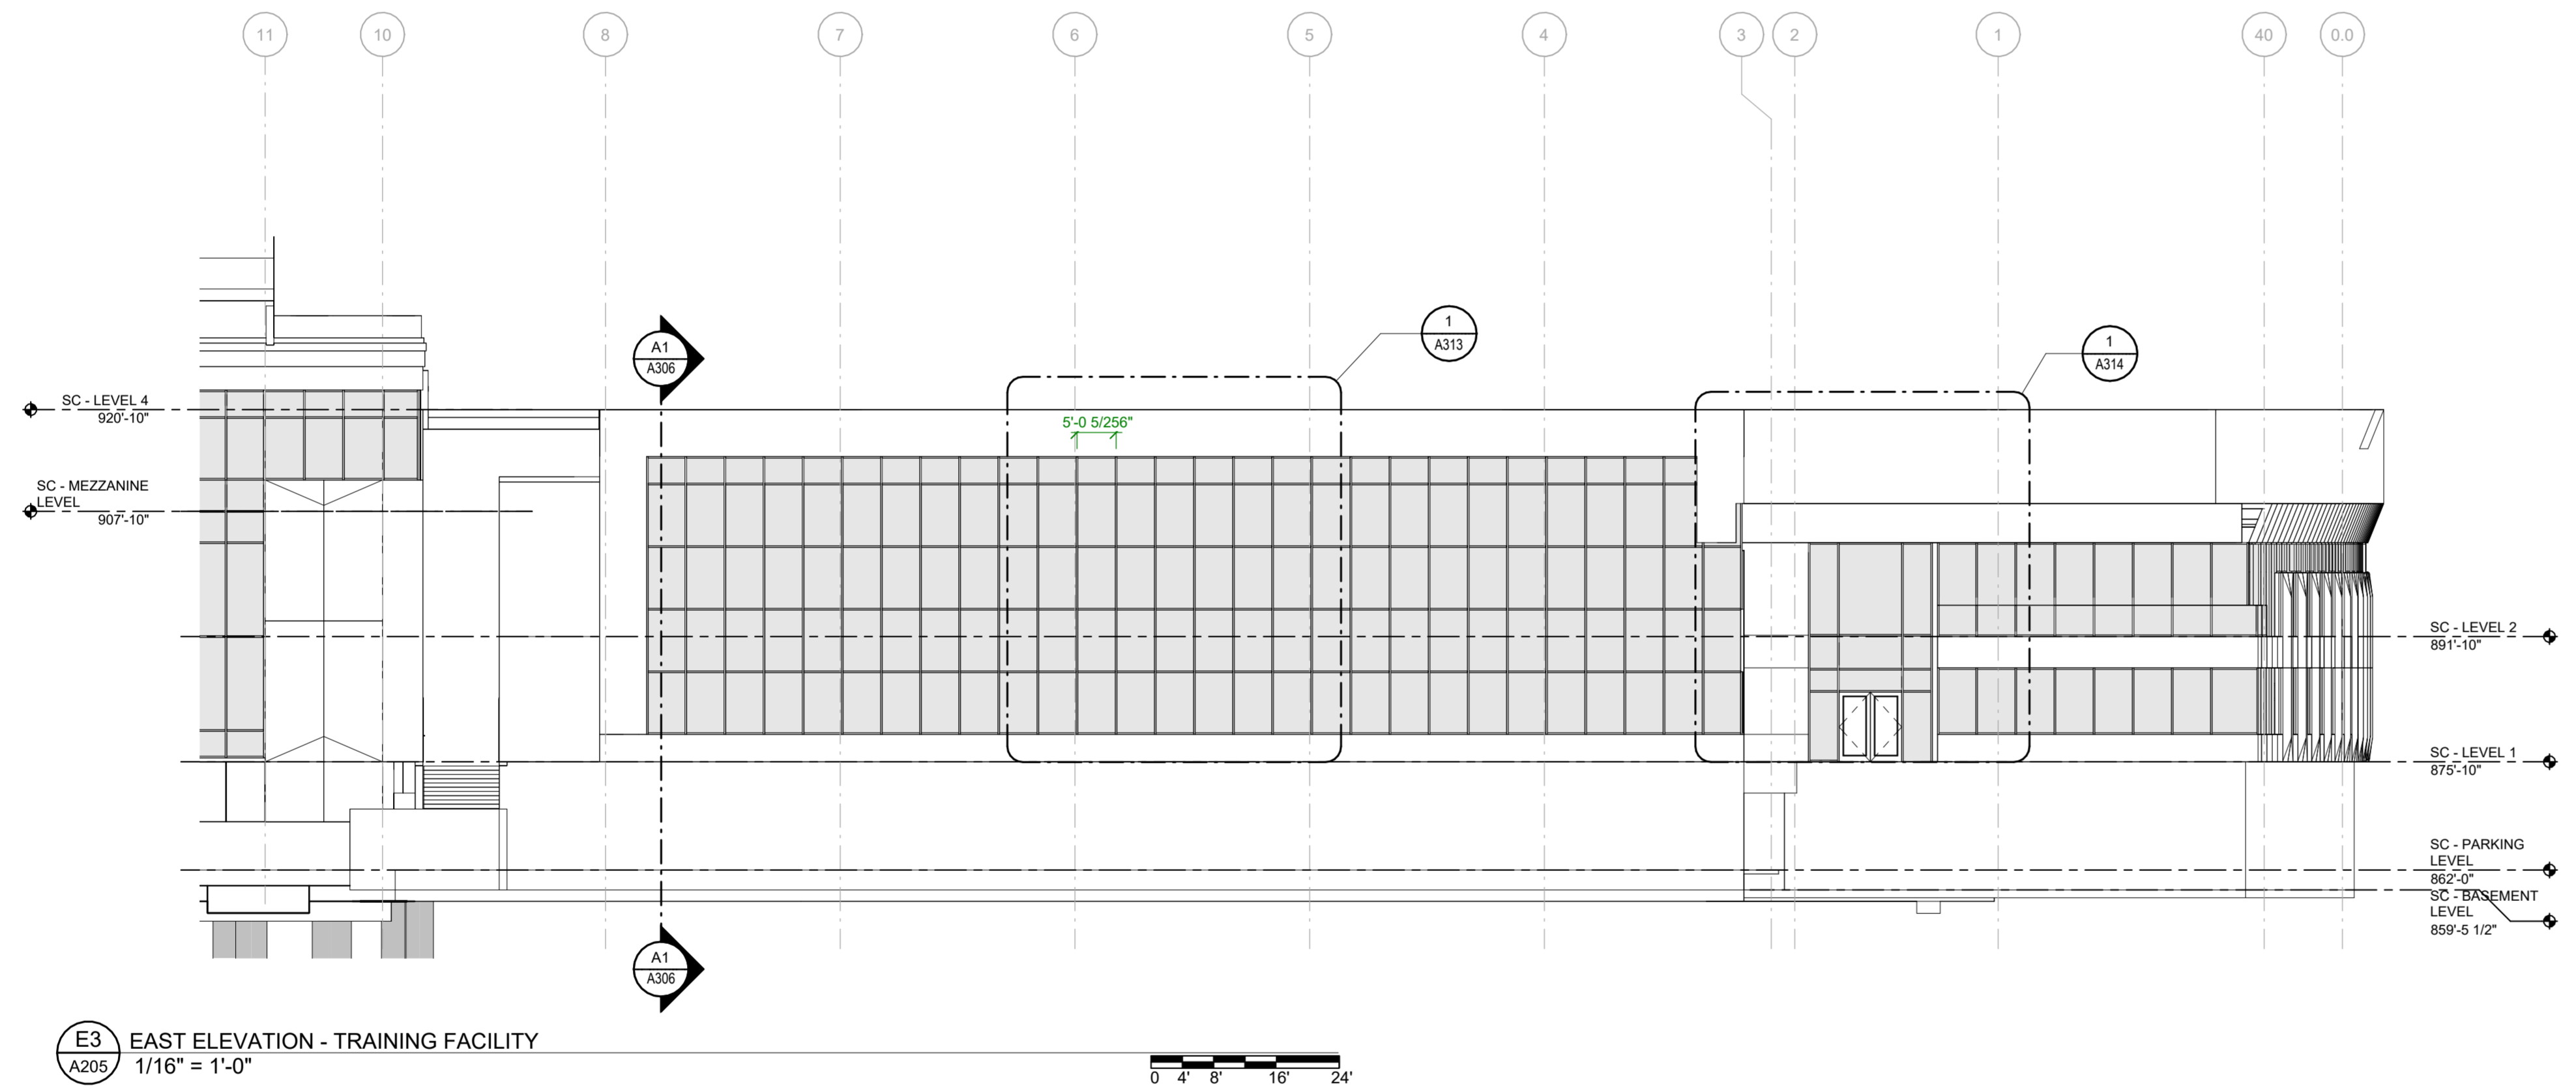 11 10 8 7 6 5 4 3 2 1 40 0.0
1
A313
1
A314
A1
A306
SC - LEVEL 4
920'-10"
5'-0 5/256"
SC - MEZZANINE
LEVEL
907'-10"
SC - LEVEL 2
891'-10"
SC - LEVEL 1
875'-10"
SC - PARKING
LEVEL
862'-0"
SC - BASEMENT
LEVEL
859'-5 1/2"
A1
A306
E3
A205
EAST ELEVATION - TRAINING FACILITY
1/16" = 1'-0"
0 4' 8' 16' 24'